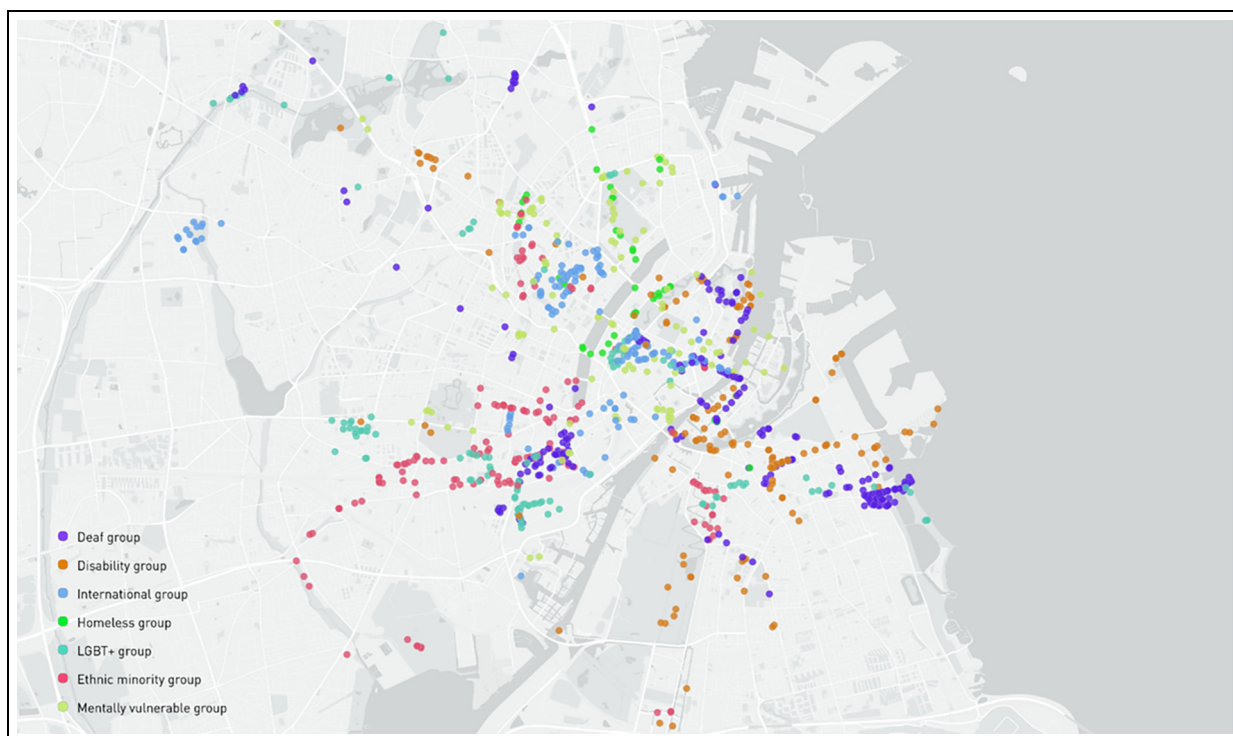 Deaf group
Disability group
International group
Homeless group
LGBT+ group
Ethnic minority group
Mentally vulnerable group